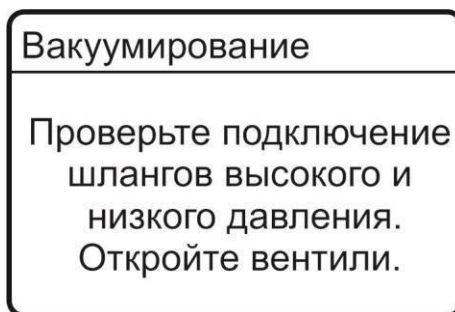 Вакуумирование
Проверьте подключение
шлангов высокого и
низкого давления.
Откройте вентили.